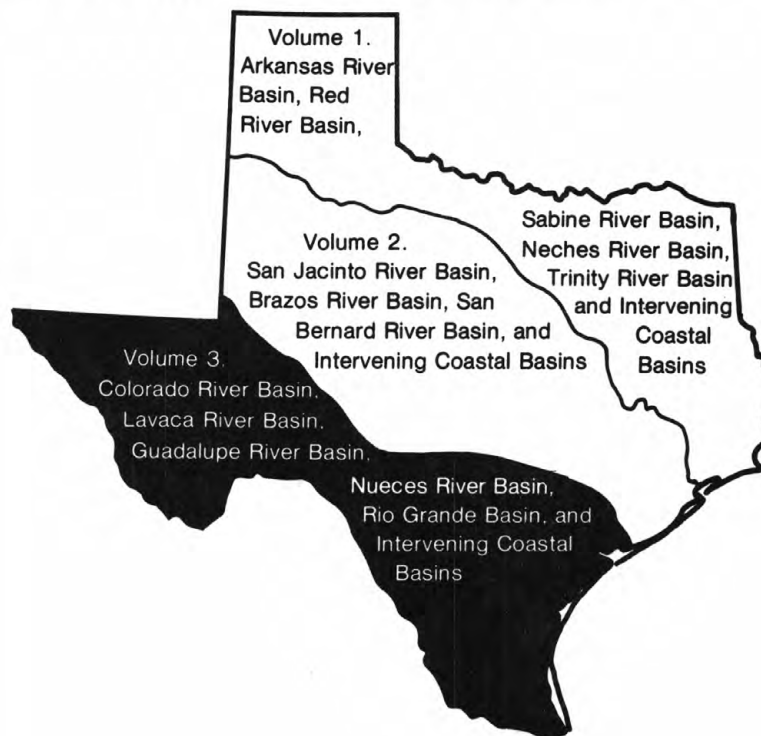 Volume 1.
Arkansas River
Basin, Red
River Basin,
Sabine River Basin,
Neches River Basin,
Trinity River Basin
and Intervening
Coastal
Basins
Volume 2.
San Jacinto River Basin,
Brazos River Basin, San
Bernard River Basin, and
Intervening Coastal Basins
Volume 3.
Colorado River Basin.
Lavaca River Basin.
Guadalupe River Basin.
Nueces River Basin,
Rio Grande Basin, and
Intervening Coastal
Basins